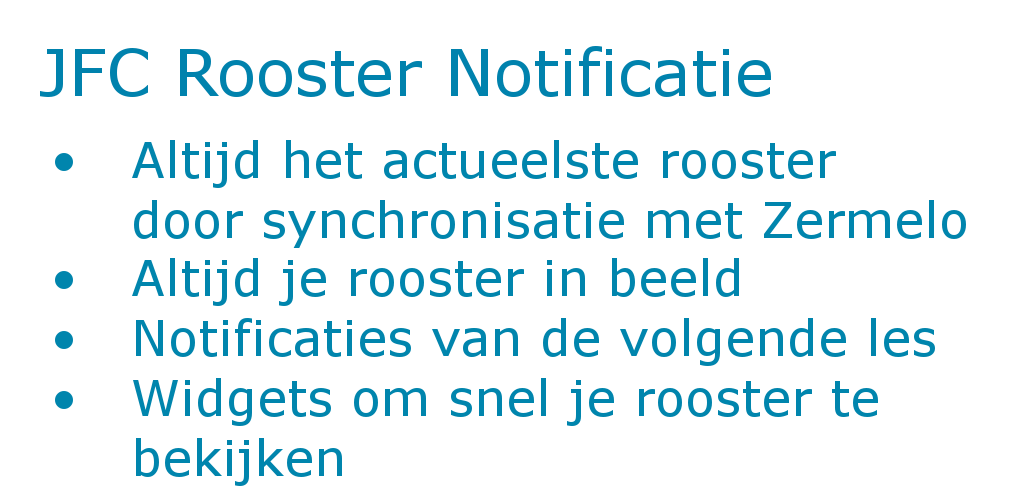 JFC Rooster Notificatie
• Altijd het actueelste rooster
door synchronisatie met Zermelo
• Altijd je rooster in beeld
• Notificaties van de volgende les
• Widgets om snel je rooster te
bekijken